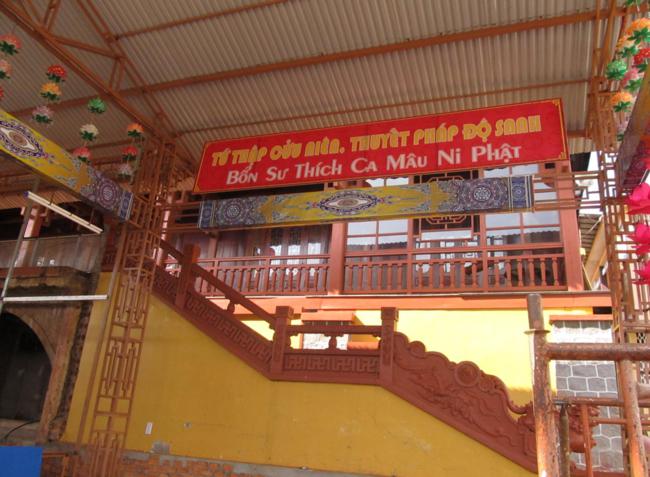 TỨ THẬP CỬU NIÊN, THUYẾT PHÁP ĐỘ SANH
BỔN SƯ THÍCH CA MÂU NI PHẬT